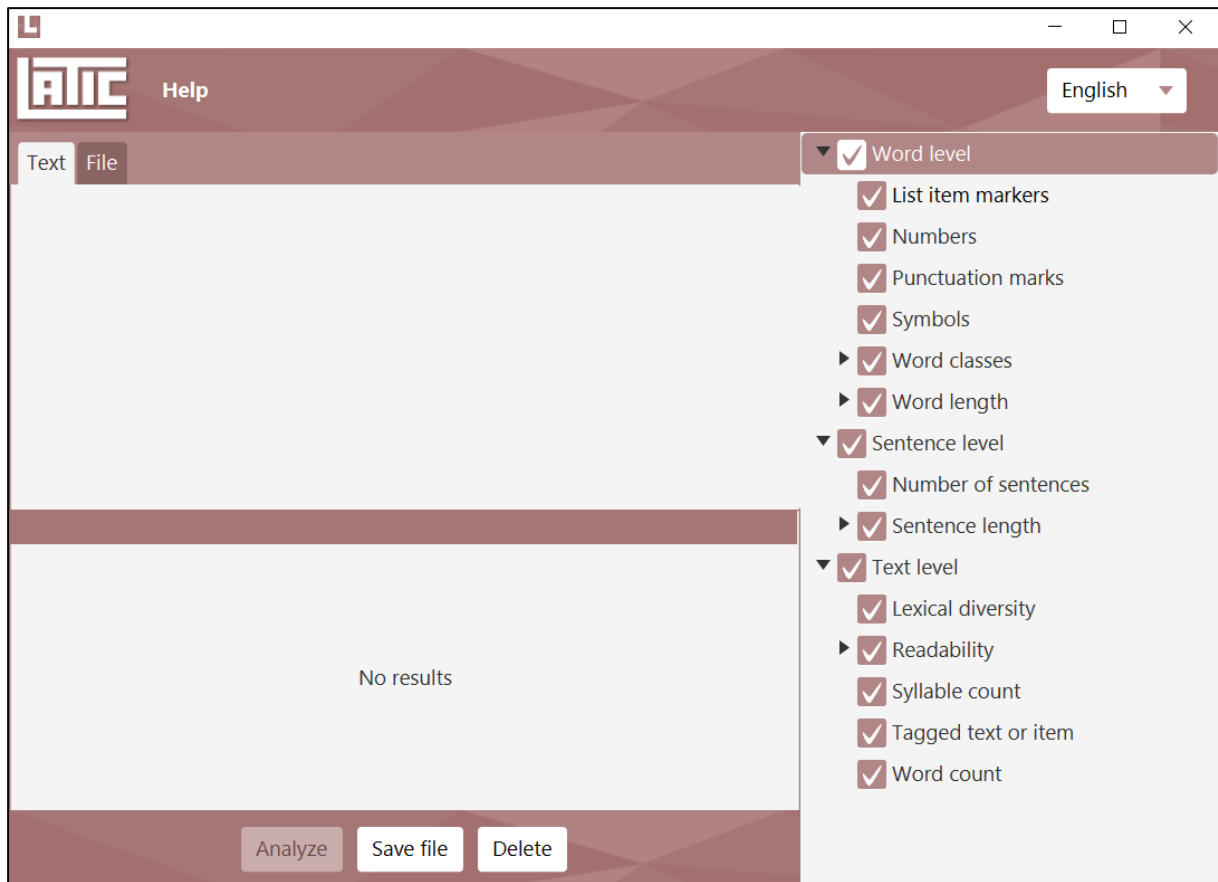 L
LATIC
Help
English
Text
File
Word level
List item markers
Numbers
Punctuation marks
Symbols
Word classes
Word length
Sentence level
Number of sentences
Sentence length
Text level
Lexical diversity
Readability
Syllable count
Tagged text or item
Word count
No results
Analyze
Save file
Delete